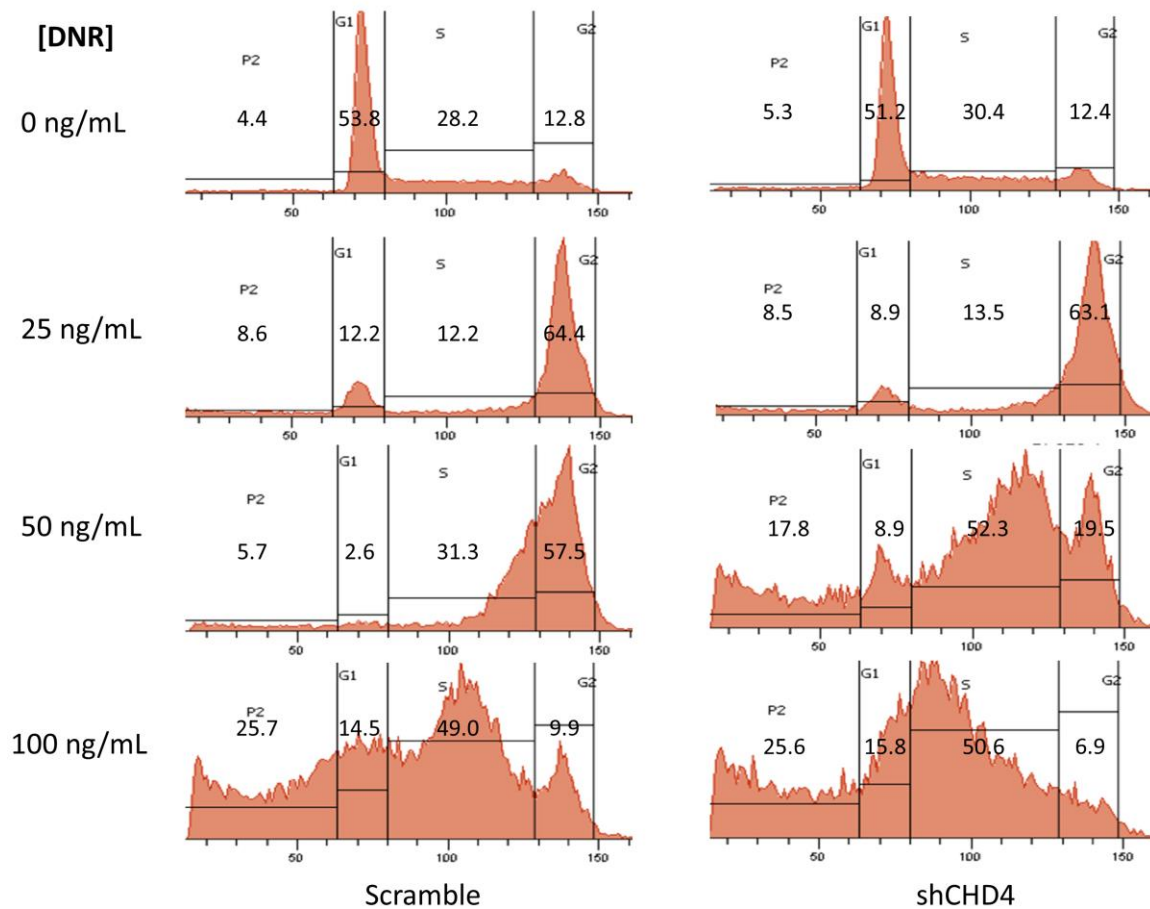 [DNR]
0 ng/mL
P2 G1 S G2
4.4 53.8 28.2 12.8
50 100 150
P2 G1 S G2
5.3 51.2 30.4 12.4
50 100 150
25 ng/mL
P2 G1 S G2
8.6 12.2 12.2 64.4
50 100 150
P2 G1 S G2
8.5 8.9 13.5 63.1
50 100 150
50 ng/mL
P2 G1 S G2
5.7 2.6 31.3 57.5
50 100 150
P2 G1 S G2
17.8 8.9 52.3 19.5
50 100 150
100 ng/mL
P2 G1 S G2
25.7 14.5 49.0 9.9
50 100 150
P2 G1 S G2
25.6 15.8 50.6 6.9
50 100 150
Scramble
shCHD4